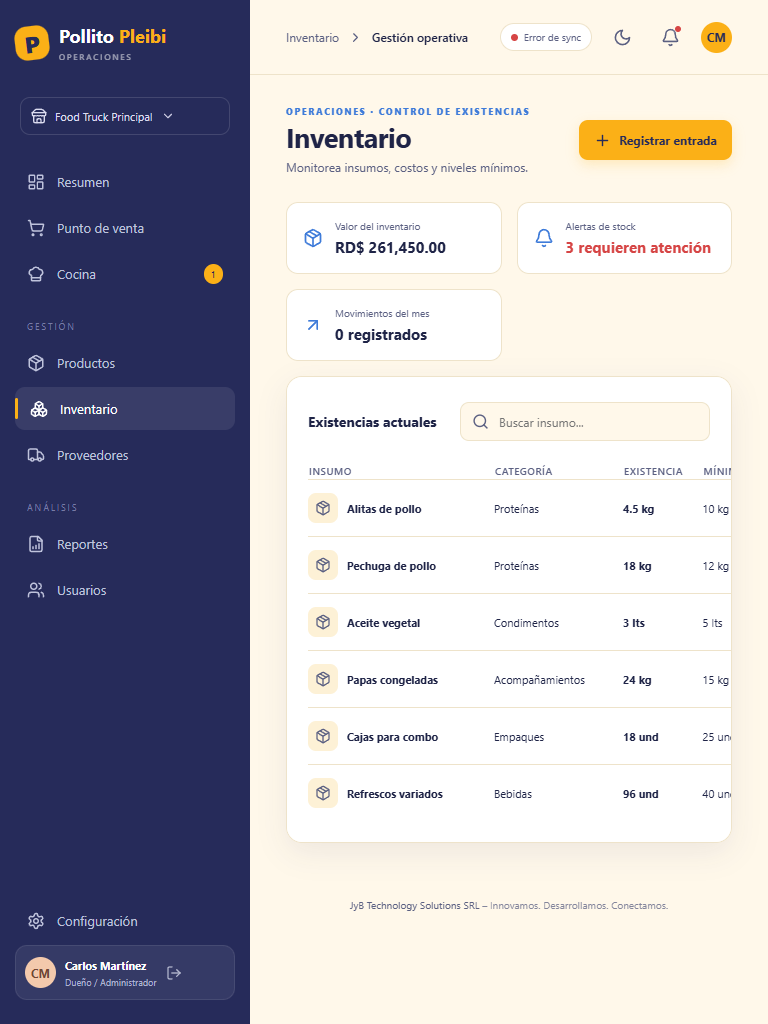 P
Pollito Pleibi
OPERACIONES
Food Truck Principal
Resumen
Punto de venta
Cocina 1
GESTIÓN
Productos
Inventario
Proveedores
ANÁLISIS
Reportes
Usuarios
Configuración
CM Carlos Martínez
Dueño / Administrador
Inventario > Gestión operativa
Error de sync
CM
OPERACIONES · CONTROL DE EXISTENCIAS
Inventario
Monitorea insumos, costos y niveles mínimos.
Registrar entrada
Valor del inventario
RD$ 261,450.00
Alertas de stock
3 requieren atención
Movimientos del mes
0 registrados
Existencias actuales
Buscar insumo...
INSUMO CATEGORÍA EXISTENCIA
Alitas de pollo Proteínas 4.5 kg 10 kg
Pechuga de pollo Proteínas 18 kg 12 kg
Aceite vegetal Condimentos 3 lts 5 lts
Papas congeladas Acompañamientos 24 kg 15 kg
Cajas para combo Empaques 18 und 25
Refrescos variados Bebidas 96 und 40
JyB Technology Solutions SRL – Innovamos. Desarrollamos. Conectamos.